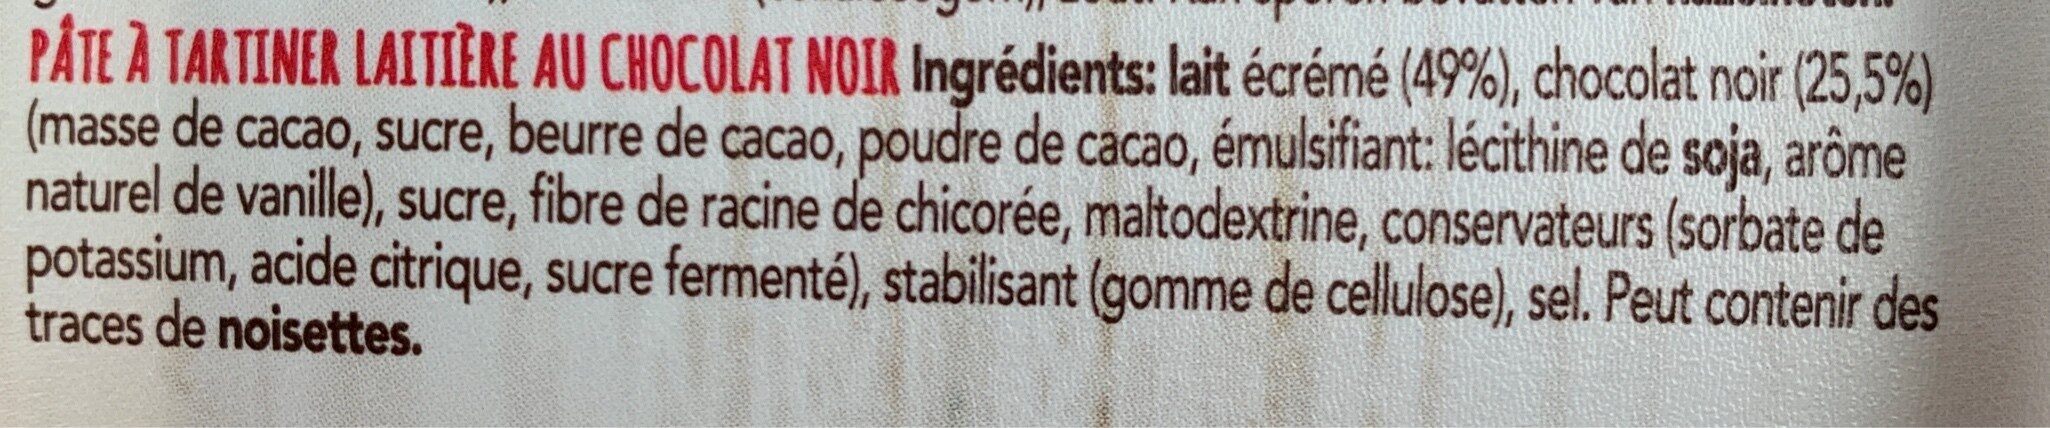 PÂTE À TARTINER LAITIÈRE AU CHOCOLAT NOIR Ingrédients: lait écrémé (49%), chocolat noir (25,5%)
(masse de cacao, sucre, beurre de cacao, poudre de cacao, émulsifiant: lécithine de soja, arôme
naturel de vanille), sucre, fibre de racine de chicorée, maltodextrine, conservateurs (sorbate de
potassium, acide citrique, sucre fermenté), stabilisant (gomme de cellulose), sel. Peut contenir des
traces de noisettes.